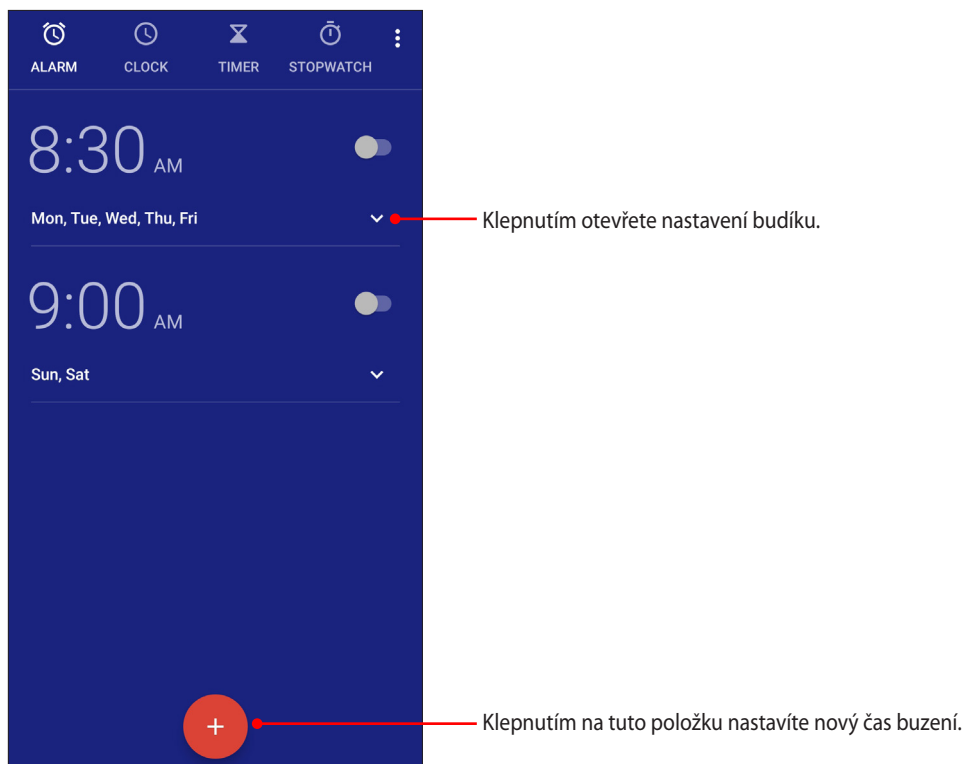 ALARM CLOCK TIMER STOPWATCH
8:30 AM
Mon, Tue, Wed, Thu, Fri
Klepnutím otevřete nastavení budíku.
9:00 AM
Sun, Sat
+
Klepnutím na tuto položku nastavíte nový čas buzení.